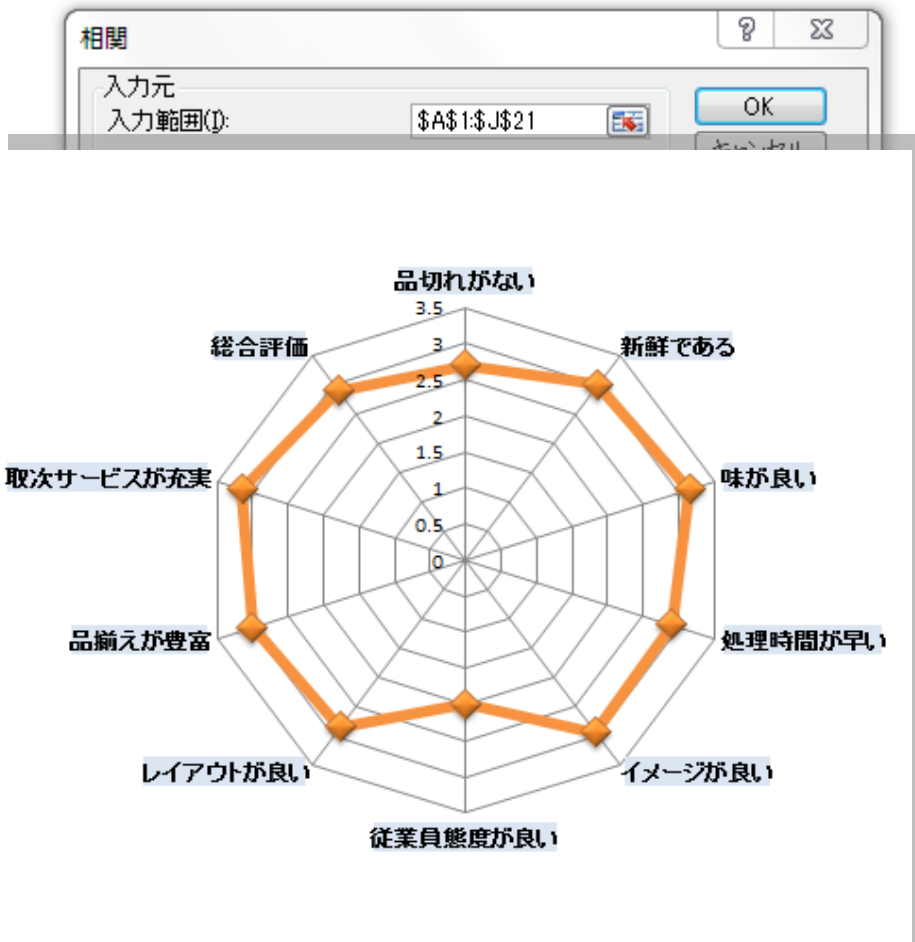 相関
入力元
入力範囲(I):
$A$1:$J$21
OK
品切れがない
3.5
総合評価
新鮮である
3
2.5
2
1.5
取次サービスが充実
味が良い
1
0.5
0
品揃えが豊富
処理時間が早い
レイアウトが良い
イメージが良い
従業員態度が良い